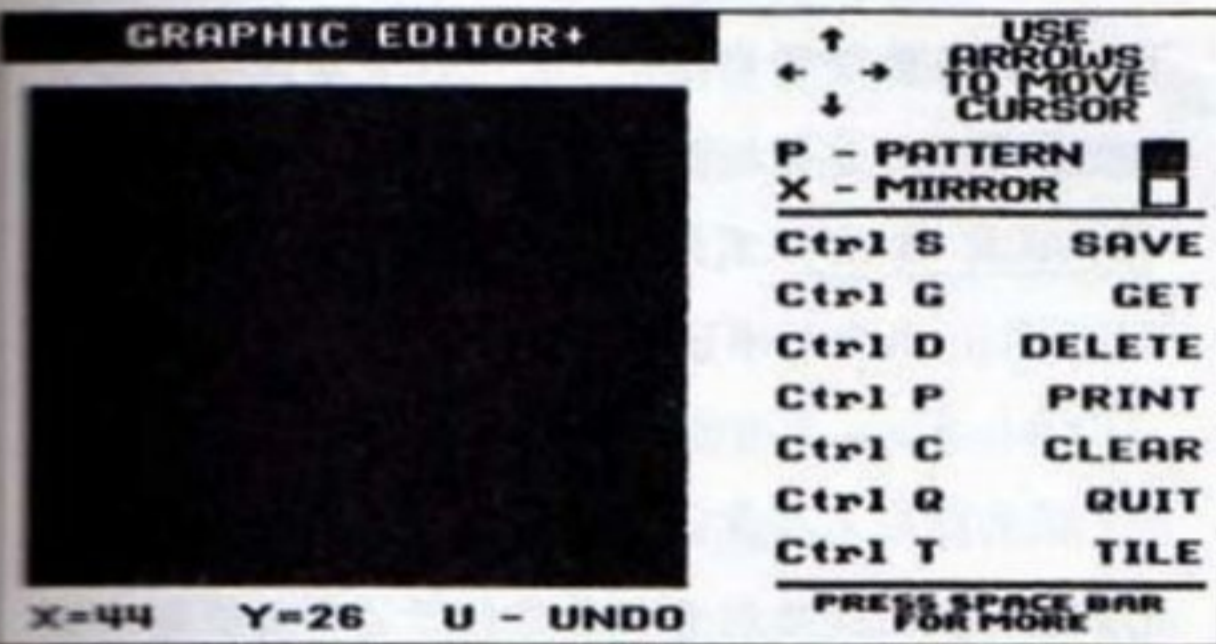 GRAPHIC EDITOR+
X=44 Y=26 U - UNDO
USE
ARROWS
TO MOVE
CURSOR
P - PATTERN
X - MIRROR
Ctrl S SAVE
Ctrl G GET
Ctrl D DELETE
Ctrl P PRINT
Ctrl C CLEAR
Ctrl Q QUIT
Ctrl T TILE
PRESS SPACE BAR
FOR MORE